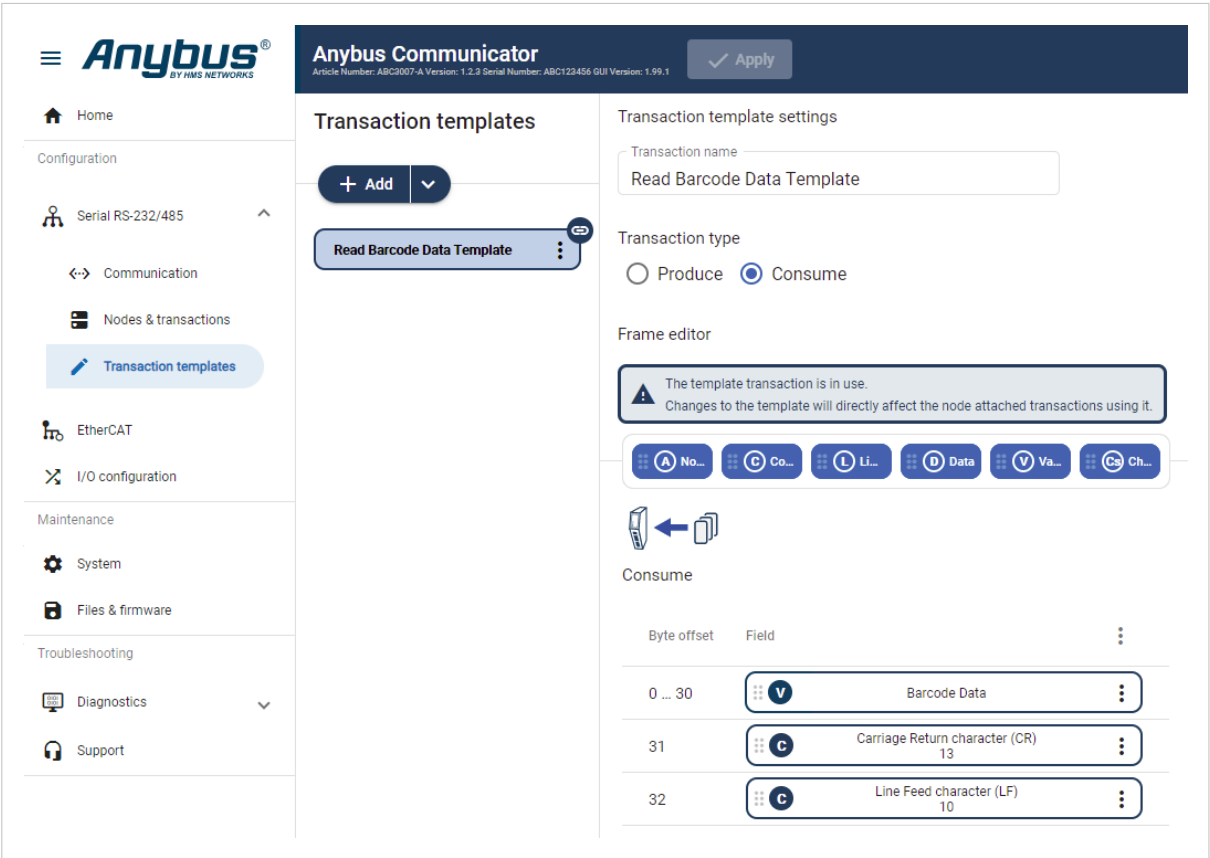 Anybus®
BY HMS NETWORKS
Anybus Communicator
Article Number: ABC3007-A Version: 1.2.3 Serial Number: ABC123456 GUI Version: 1.99.1
Apply
Home
Configuration
Serial RS-232/485
Communication
Nodes & transactions
Transaction templates
EtherCAT
I/O configuration
Maintenance
System
Files & firmware
Troubleshooting
Diagnostics
Support
Transaction templates
Add
Read Barcode Data Template
Transaction template settings
Transaction name
Read Barcode Data Template
Transaction type
Produce
Consume
Frame editor
The template transaction is in use.
Changes to the template will directly affect the node attached transactions using it.
A No...
C Co...
L Li...
D Data
V Va...
Cs Ch...
Consume
Byte offset Field
0 ... 30 V Barcode Data
31 C Carriage Return character (CR)
13
32 C Line Feed character (LF)
10